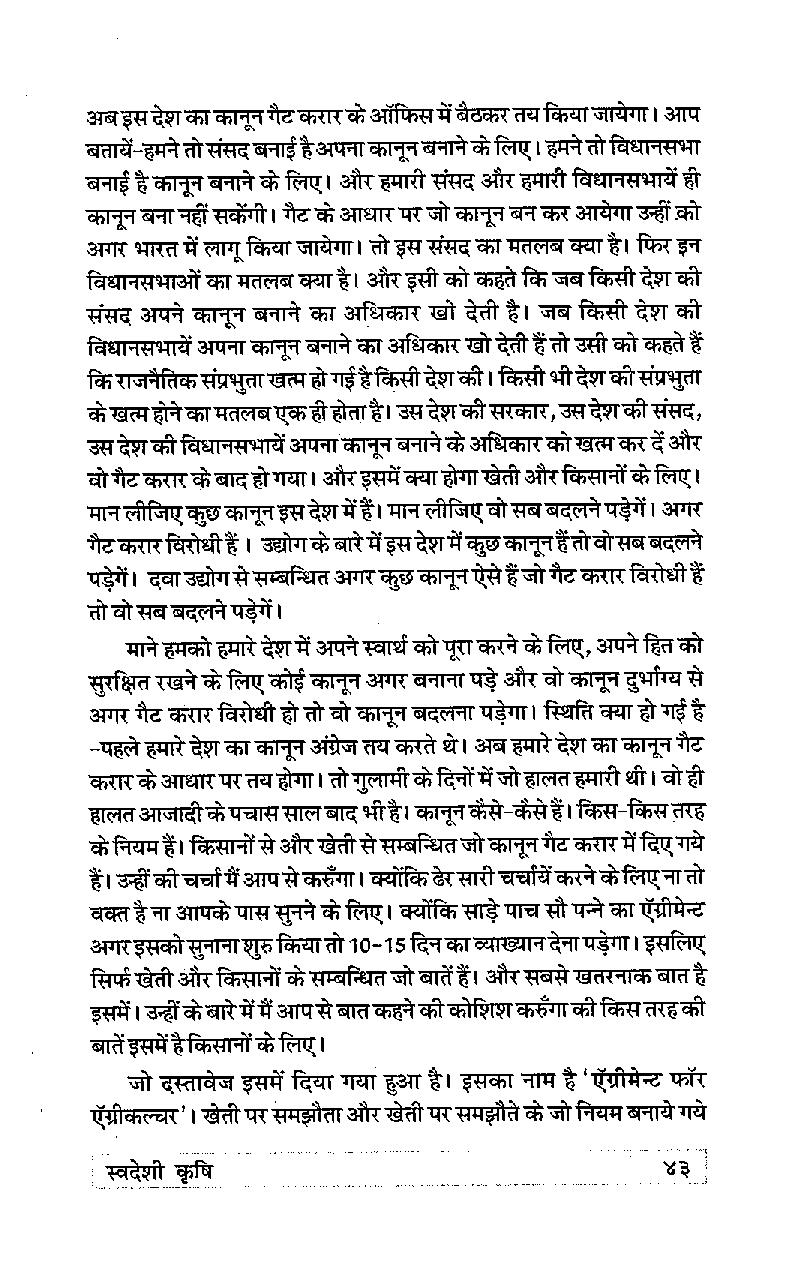 अब इस देश का कानून गैट करार के ऑफिस में बैठकर तय किया जायेगा। आप
बतायें-हमने तो संसद बनाई है अपना कानून बनाने के लिए। हमने तो विधानसभा
बनाई है कानून बनाने के लिए। और हमारी संसद और हमारी विधानसभायें ही
कानून बना नहीं सकेंगी। गैट के आधार पर जो कानून बन कर आयेगा उन्हीं को
अगर भारत में लागू किया जायेगा। तो इस संसद का मतलब क्या है। फिर इन
विधानसभाओं का मतलब क्या है। और इसी को कहते कि जब किसी देश की
संसद अपने कानून बनाने का अधिकार खो देती है। जब किसी देश की
विधानसभायें अपना कानून बनाने का अधिकार खो देती हैं तो उसी को कहते हैं
कि राजनैतिक संप्रभुता खत्म हो गई है किसी देश की। किसी भी देश की संप्रभुता
के खत्म होने का मतलब एक ही होता है। उस देश की सरकार, उस देश की संसद,
उस देश की विधानसभायें अपना कानून बनाने के अधिकार को खत्म कर दें और
वो गैट करार के बाद हो गया। और इसमें क्या होगा खेती और किसानों के लिए।
मान लीजिए कुछ कानून इस देश में हैं। मान लीजिए वो सब बदलने पड़ेगें। अगर
गैट करार विरोधी हैं । उद्योग के बारे में इस देश में कुछ कानून हैं तो वो सब बदलने
पड़ेगें। दवा उद्योग से सम्बन्धित अगर कुछ कानून ऐसे हैं जो गैट करार विरोधी हैं
तो वो सब बदलने पड़ेगें।
माने हमको हमारे देश में अपने स्वार्थ को पूरा करने के लिए, अपने हित को
सुरक्षित रखने के लिए कोई कानून अगर बनाना पड़े और वो कानून दुर्भाग्य से
अगर गैट करार विरोधी हो तो वो कानून बदलना पड़ेगा। स्थिति क्या हो गई है
-पहले हमारे देश का कानून अंग्रेज तय करते थे। अब हमारे देश का कानून गैट
करार के आधार पर तय होगा। तो गुलामी के दिनों में जो हालत हमारी थी। वो ही
हालत आजादी के पचास साल बाद भी है। कानून कैसे-कैसे हैं। किस-किस तरह
के नियम हैं। किसानों से और खेती से सम्बन्धित जो कानून गैट करार में दिए गये
हैं। उन्हीं की चर्चा मैं आप से करुँगा। क्योंकि ढेर सारी चर्चायें करने के लिए ना तो
वक्त है ना आपके पास सुनने के लिए। क्योंकि साड़े पाच सौ पन्ने का ऍग्रीमेन्ट
अगर इसको सुनाना शुरु किया तो 10-15 दिन का व्याख्यान देना पड़ेगा। इसलिए
सिर्फ खेती और किसानों के सम्बन्धित जो बातें हैं। और सबसे खतरनाक बात है
इसमें। उन्हीं के बारे में मैं आप से बात कहने की कोशिश करुँगा की किस तरह की
बातें इसमें है किसानों के लिए।
जो दस्तावेज इसमें दिया गया हुआ है। इसका नाम है 'ऍग्रीमेन्ट फॉर
ऍग्रीकल्चर'। खेती पर समझौता और खेती पर समझौते के जो नियम बनाये गये
स्वदेशी कृषि ४३